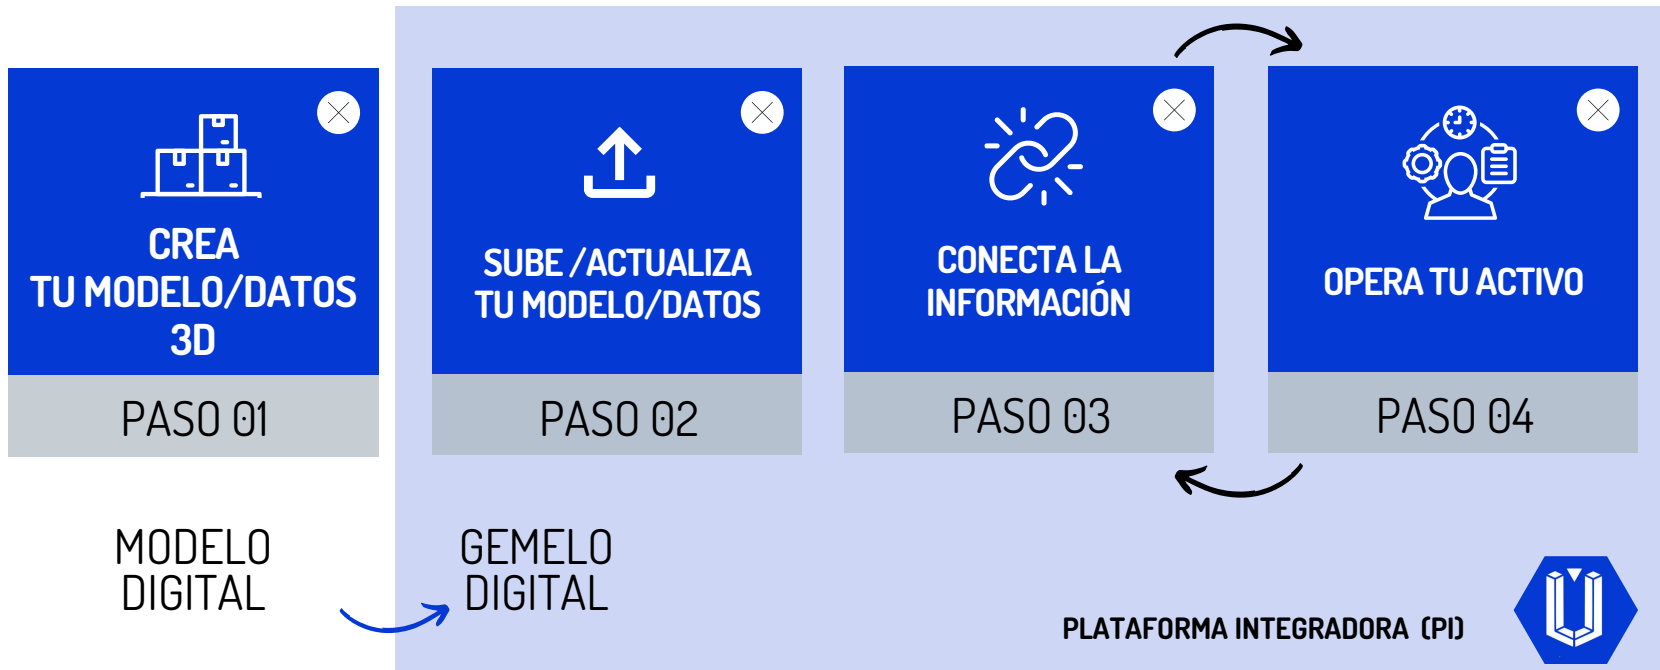 CREA
TU MODELO/DATOS
3D
PASO 01
SUBE /ACTUALIZA
TU MODELO/DATOS
PASO 02
CONECTA LA
INFORMACIÓN
PASO 03
OPERA TU ACTIVO
PASO 04
MODELO
DIGITAL
GEMELO
DIGITAL
PLATAFORMA INTEGRADORA (PI)